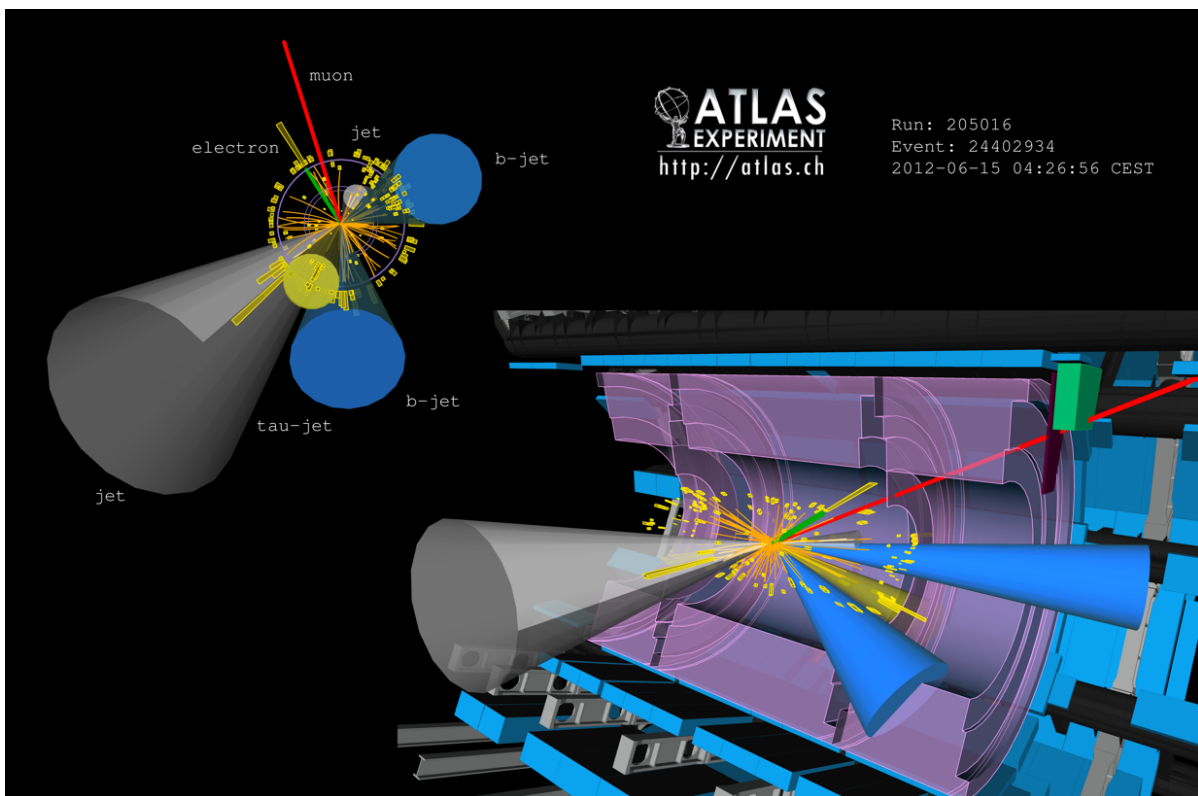 muon
jet
electron
b-jet
b-jet
tau-jet
jet
ATLAS
EXPERIMENT
http://atlas.ch
Run: 205016
Event: 24402934
2012-06-15 04:26:56 CEST